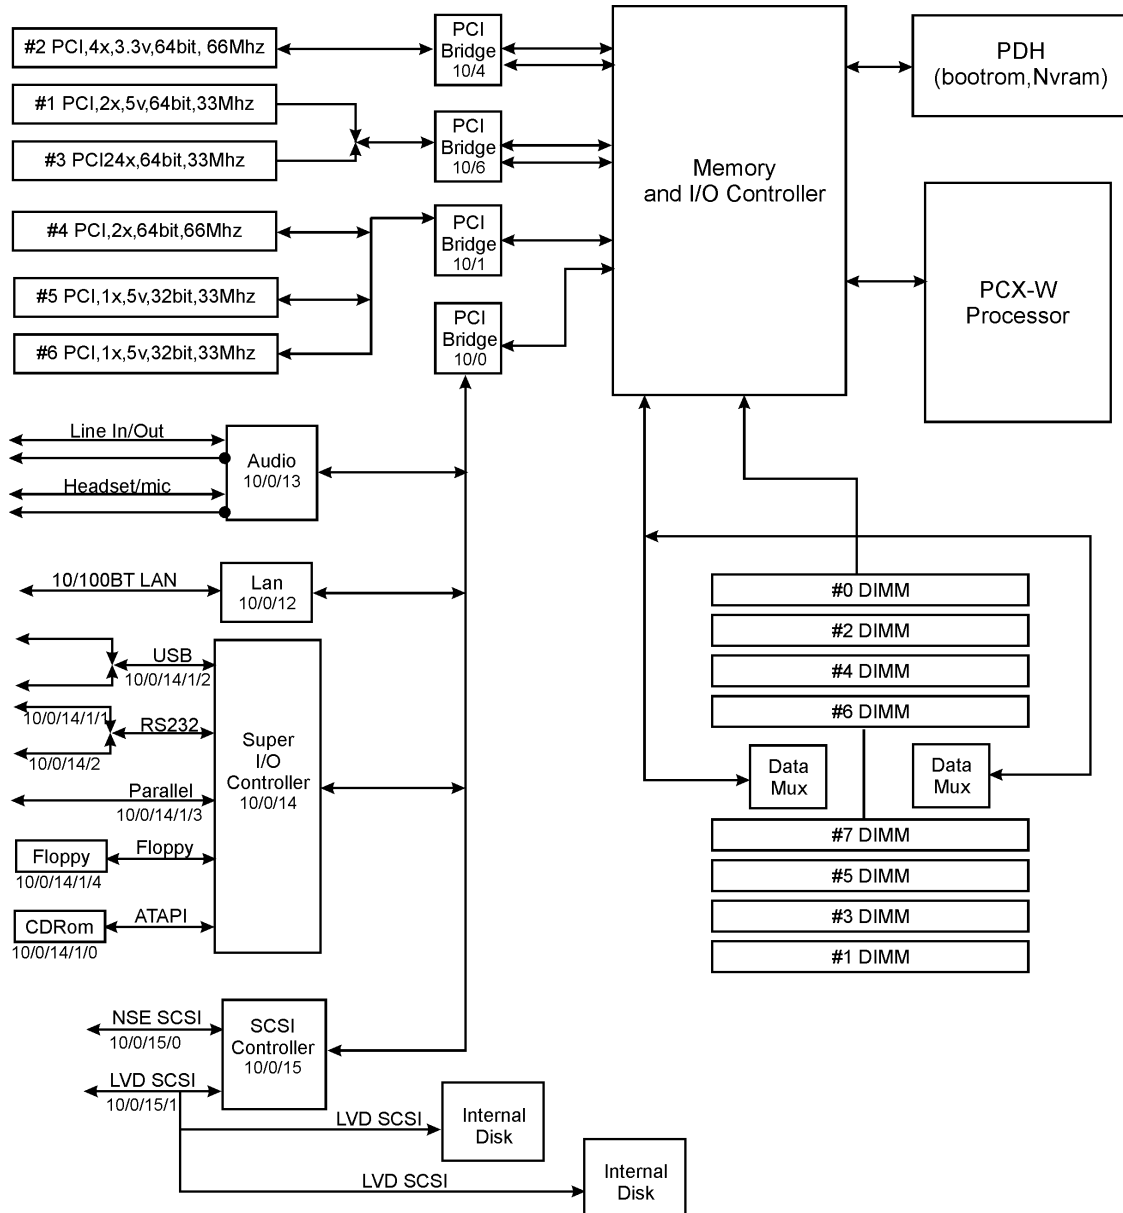 #2 PCI,4x,3.3v,64bit, 66Mhz
#1 PCI,2x,5v,64bit,33Mhz
#3 PCI24x,64bit,33Mhz
#4 PCI,2x,64bit,66Mhz
#5 PCI,1x,5v,32bit,33Mhz
#6 PCI,1x,5v,32bit,33Mhz
PCI
Bridge
10/4
PCI
Bridge
10/6
PCI
Bridge
10/1
PCI
Bridge
10/0
Memory
and I/O Controller
PDH
(bootrom,Nvram)
PCX-W
Processor
Line In/Out
Headset/mic
Audio
10/0/13
10/100BT LAN
Lan
10/0/12
USB
10/0/14/1/2
10/0/14/1/1
RS232
10/0/14/2
Parallel
10/0/14/1/3
Floppy
Floppy
10/0/14/1/4
ATAPI
CDRom
10/0/14/1/0
Super
I/O
Controller
10/0/14
NSE SCSI
10/0/15/0
LVD SCSI
10/0/15/1
SCSI
Controller
10/0/15
LVD SCSI
Internal
Disk
LVD SCSI
Internal
Disk
#0 DIMM
#2 DIMM
#4 DIMM
#6 DIMM
Data
Mux
Data
Mux
#7 DIMM
#5 DIMM
#3 DIMM
#1 DIMM